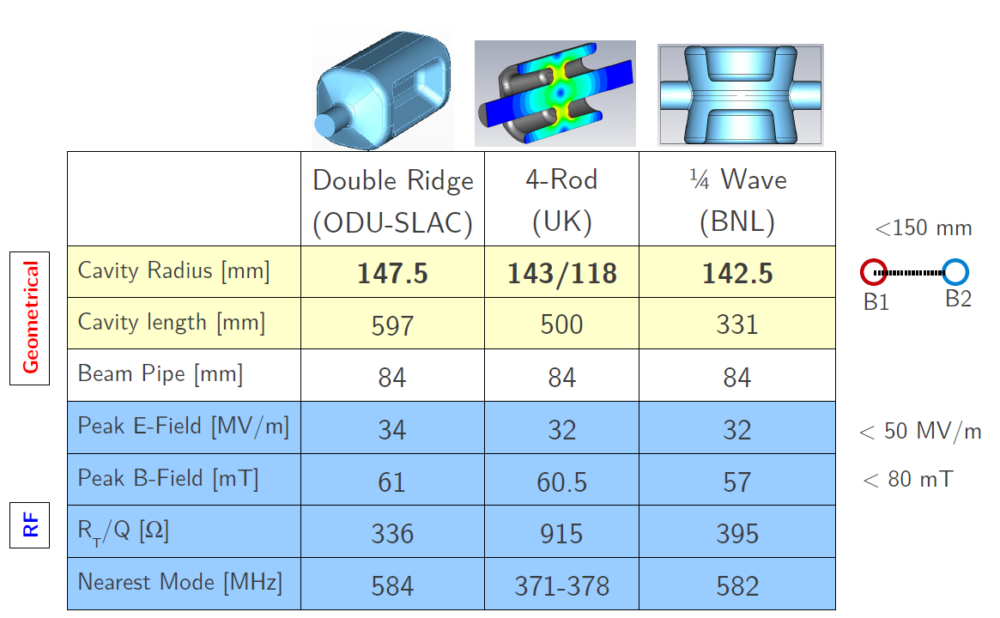 Double Ridge 4-Rod ¼ Wave
(ODU-SLAC) (UK) (BNL)
<150 mm
Geometrical
Cavity Radius [mm] 147.5 143/118 142.5
B1 B2
Cavity length [mm] 597 500 331
Beam Pipe [mm] 84 84 84
Peak E-Field [MV/m] 34 32 32 < 50 MV/m
Peak B-Field [mT] 61 60.5 57 < 80 mT
RF
R_T/Q [Ω] 336 915 395
Nearest Mode [MHz] 584 371-378 582